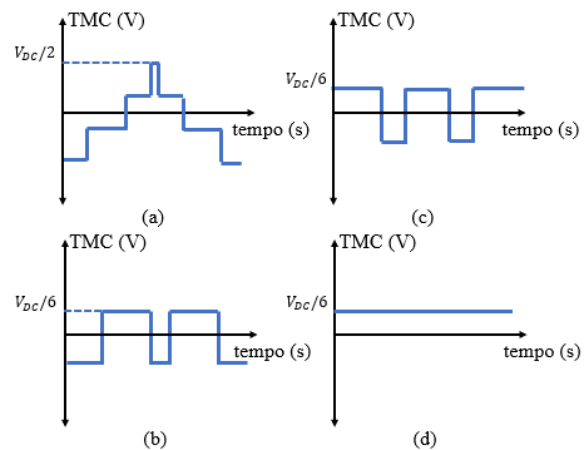 TMC (V)
V_DC/2
tempo (s)
(a)
TMC (V)
V_DC/6
tempo (s)
(c)
TMC (V)
V_DC/6
tempo (s)
(b)
TMC (V)
V_DC/6
tempo (s)
(d)